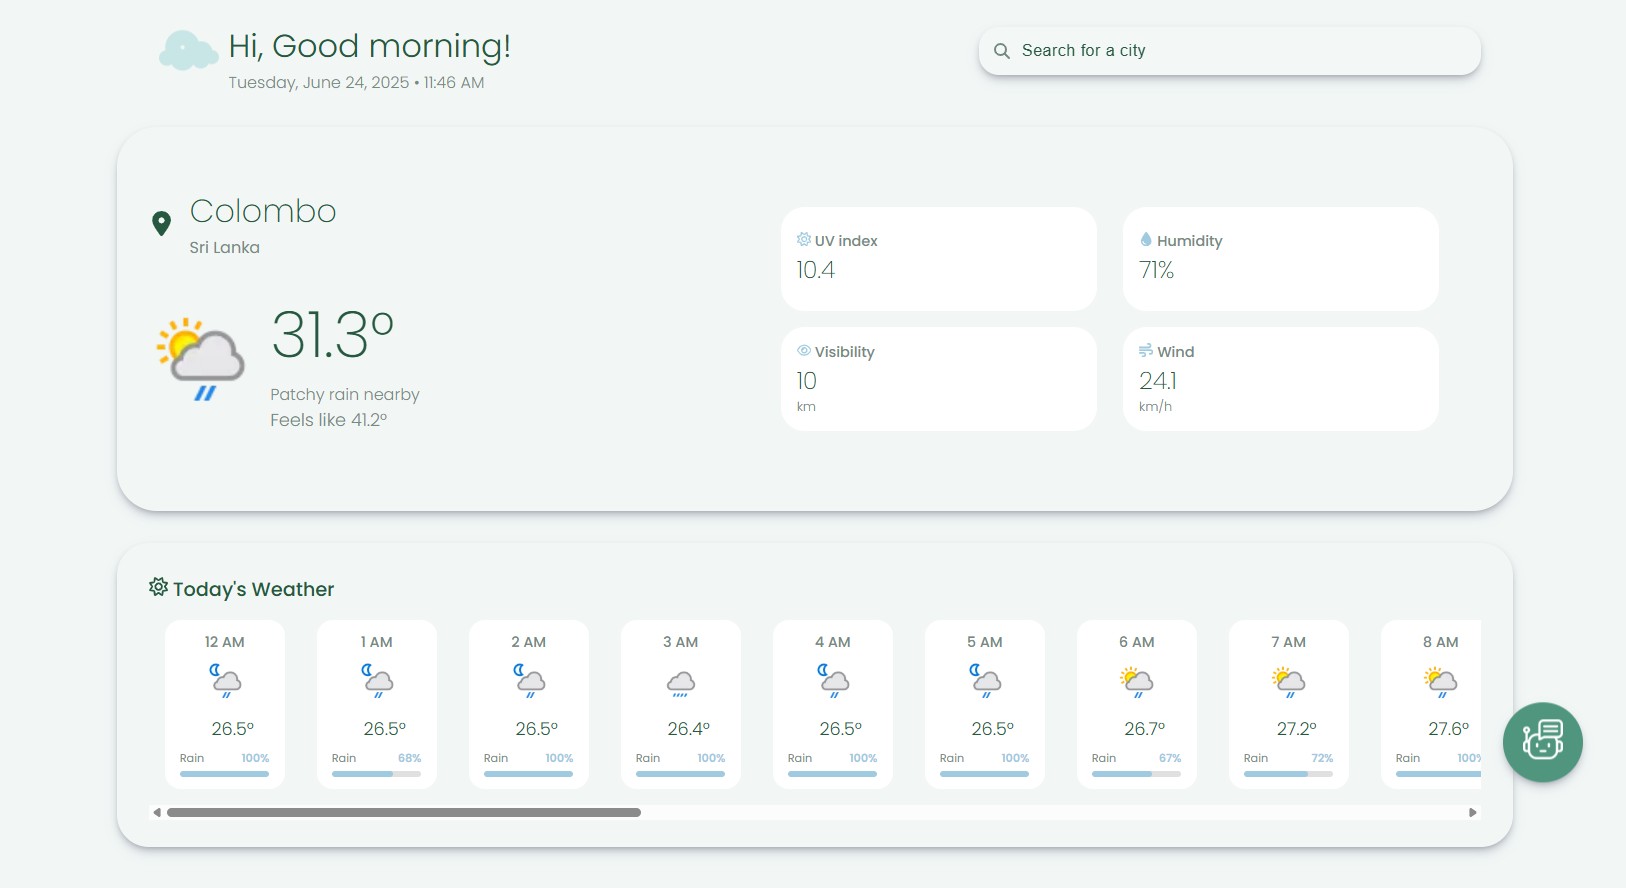 Hi, Good morning!
Tuesday, June 24, 2025 • 11:46 AM
Search for a city
Colombo
Sri Lanka
31.3°
Patchy rain nearby
Feels like 41.2°
UV index
10.4
Humidity
71%
Visibility
10
km
Wind
24.1
km/h
Today's Weather
12 AM
26.5°
Rain 100%
1 AM
26.5°
Rain 68%
2 AM
26.5°
Rain 100%
3 AM
26.4°
Rain 100%
4 AM
26.5°
Rain 100%
5 AM
26.5°
Rain 100%
6 AM
26.7°
Rain 67%
7 AM
27.2°
Rain 72%
8 AM
27.6°
Rain 100%